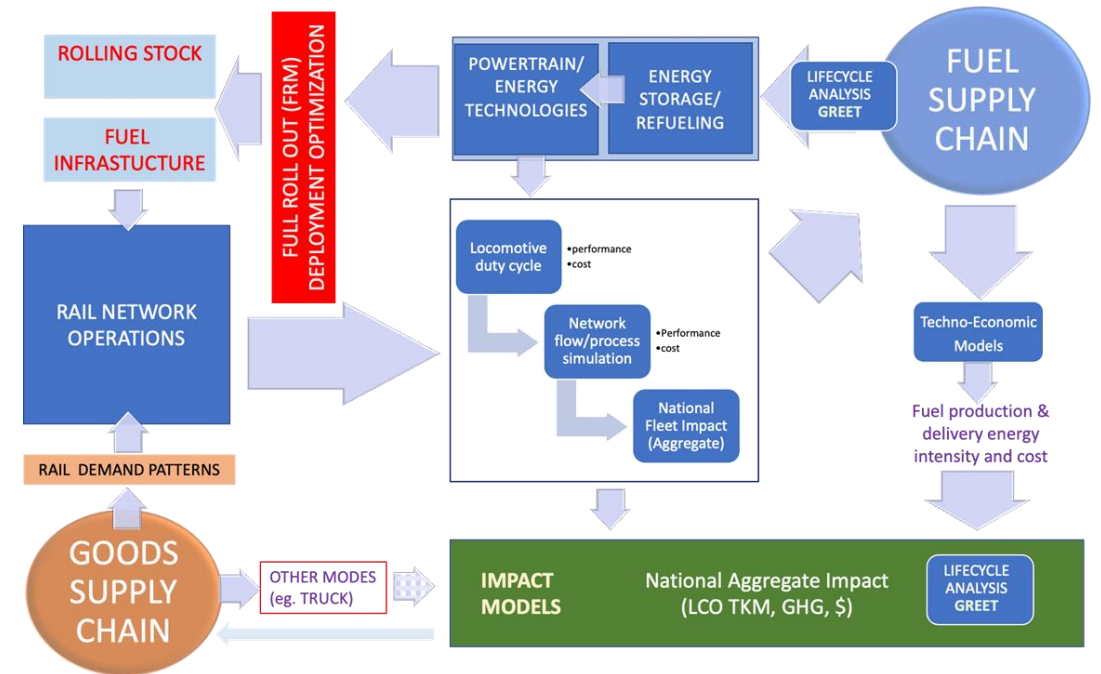 ROLLING STOCK
FUEL
INFRASTUCTURE
FULL ROLL OUT (FRM)
DEPLOYMENT OPTIMIZATION
POWERTRAIN/
ENERGY
TECHNOLOGIES
ENERGY
STORAGE/
REFUELING
LIFECYCLE
ANALYSIS
GREET
FUEL
SUPPLY
CHAIN
RAIL NETWORK
OPERATIONS
Locomotive
duty cycle
•performance
•cost
Network
flow/process
simulation
•Performance
•cost
National
Fleet Impact
(Aggregate)
Techno-Economic
Models
Fuel production &
delivery energy
intensity and cost
RAIL DEMAND PATTERNS
GOODS
SUPPLY
CHAIN
OTHER MODES
(eg. TRUCK)
IMPACT
MODELS
National Aggregate Impact
(LCO TKM, GHG, $)
LIFECYCLE
ANALYSIS
GREET